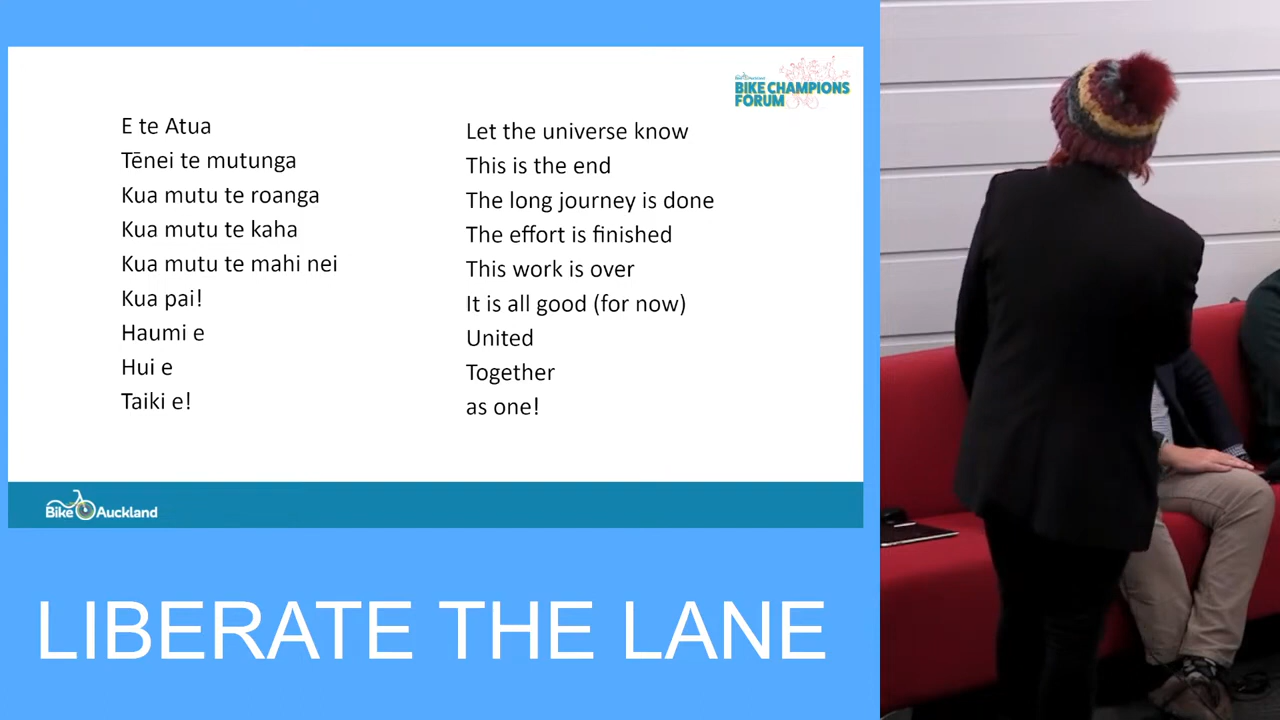 BIKE CHAMPIONS
FORUM
E te Atua
Tēnei te mutunga
Kua mutu te roanga
Kua mutu te kaha
Kua mutu te mahi nei
Kua pai!
Haumi e
Hui e
Taiki e!
Let the universe know
This is the end
The long journey is done
The effort is finished
This work is over
It is all good (for now)
United
Together
as one!
Bike Auckland
LIBERATE THE LANE